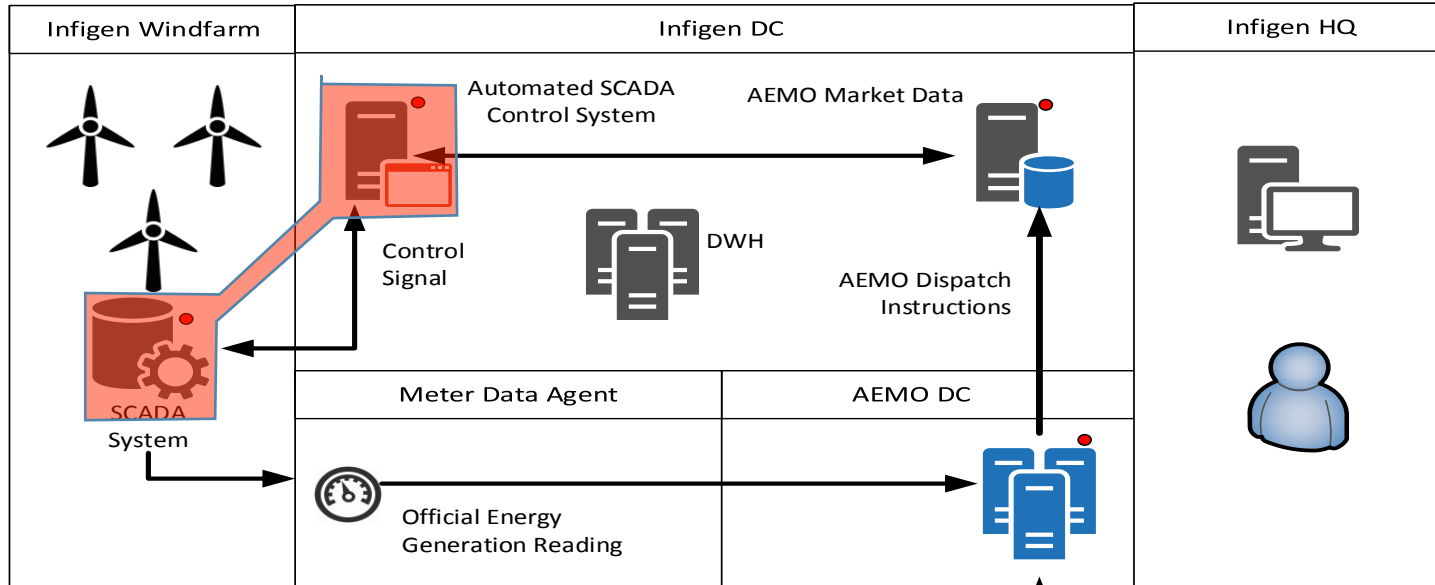 Infigen Windfarm
Infigen DC
Infigen HQ
Automated SCADA
Control System
AEMO Market Data
Control
Signal
DWH
AEMO Dispatch
Instructions
SCADA
System
Meter Data Agent
AEMO DC
Official Energy
Generation Reading